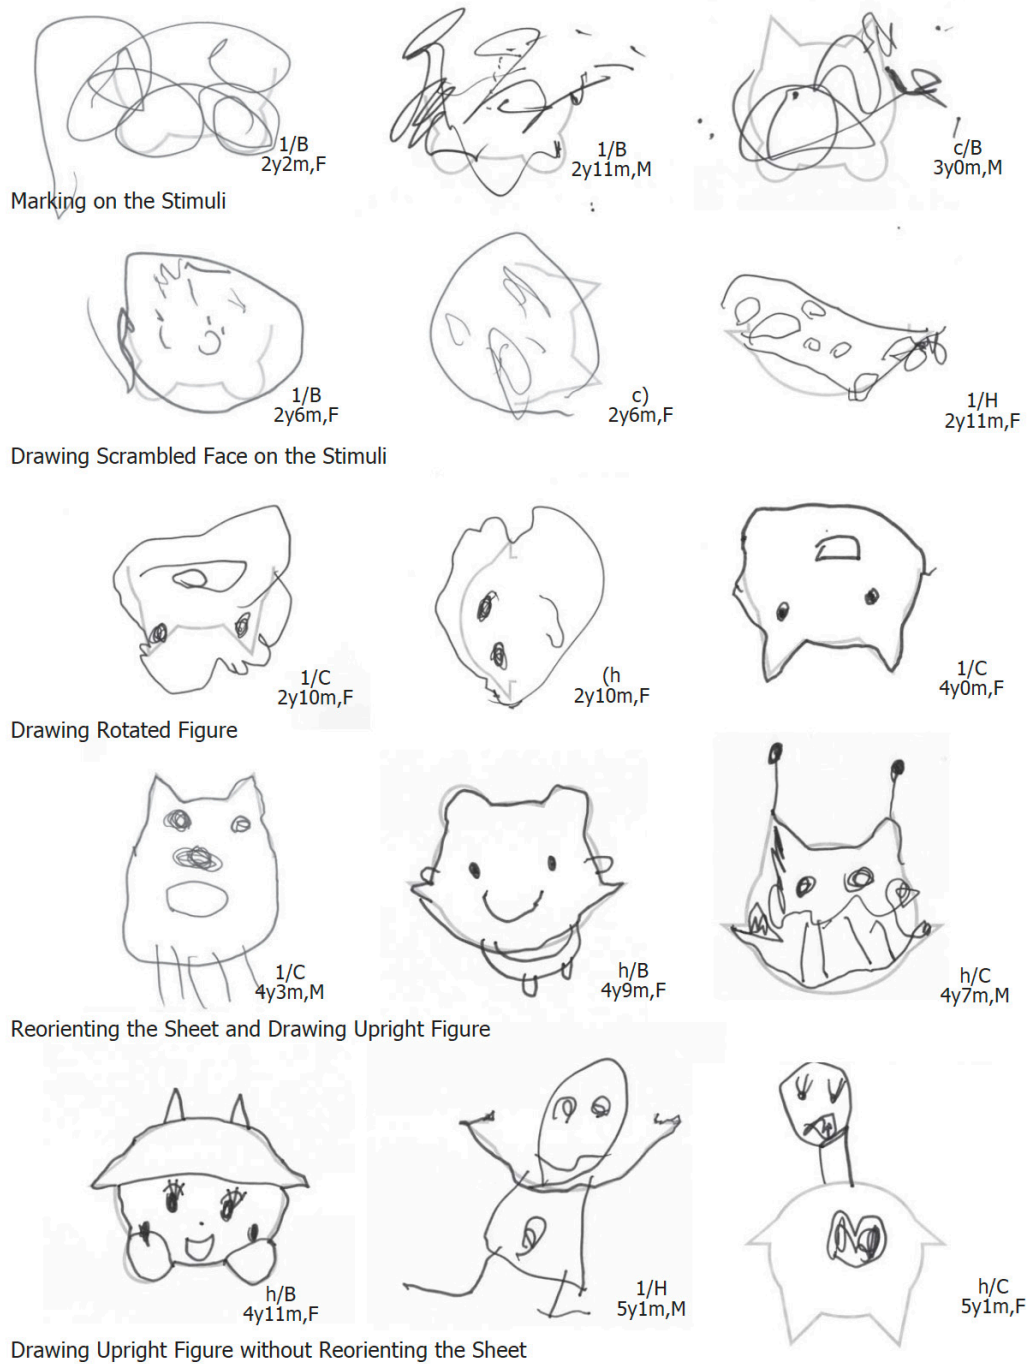 1/B
2y2m,F
1/B
2y11m,M
c/B
3y0m,M
Marking on the Stimuli
1/B
2y6m,F
c)
2y6m,F
1/H
2y11m,F
Drawing Scrambled Face on the Stimuli
1/C
2y10m,F
(h
2y10m,F
1/C
4y0m,F
Drawing Rotated Figure
1/C
4y3m,M
h/B
4y9m,F
h/C
4y7m,M
Reorienting the Sheet and Drawing Upright Figure
h/B
4y11m,F
1/H
5y1m,M
h/C
5y1m,F
Drawing Upright Figure without Reorienting the Sheet